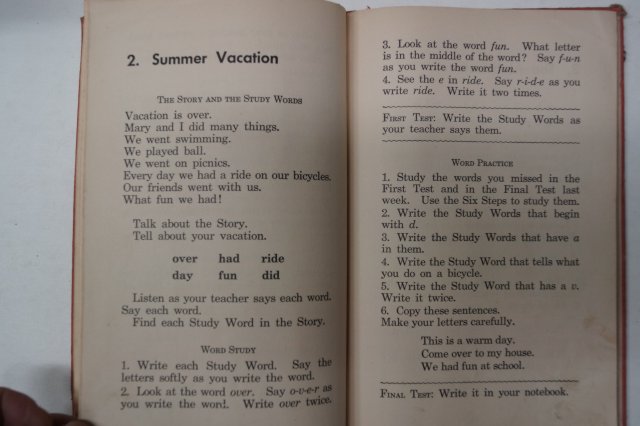 2. Summer Vacation
THE STORY AND THE STUDY WORDS
Vacation is over.
Mary and I did many things.
We went swimming.
We played ball.
We went on picnics.
Every day we had a ride on our bicycles.
Our friends went with us.
What fun we had!
Talk about the Story.
Tell about your vacation.
over had ride
day fun did
Listen as your teacher says each word.
Say each word.
Find each Study Word in the Story.
WORD STUDY
1. Write each Study Word. Say the
letters softly as you write the word.
2. Look at the word over. Say o-v-e-r as
you write the word. Write over twice.
3. Look at the word fun. What letter
is in the middle of the word? Say f-u-n
as you write the word fun.
4. See the e in ride. Say r-i-d-e as you
write ride. Write it two times.
FIRST TEST: Write the Study Words as
your teacher says them.
WORD PRACTICE
1. Study the words you missed in the
First Test and in the Final Test last
week. Use the Six Steps to study them.
2. Write the Study Words that begin
with d.
3. Write the Study Words that have a
in them.
4. Write the Study Word that tells what
you do on a bicycle.
5. Write the Study Word that has a v.
Write it twice.
6. Copy these sentences.
Make your letters carefully.
This is a warm day.
Come over to my house.
We had fun at school.
FINAL TEST: Write it in your notebook.